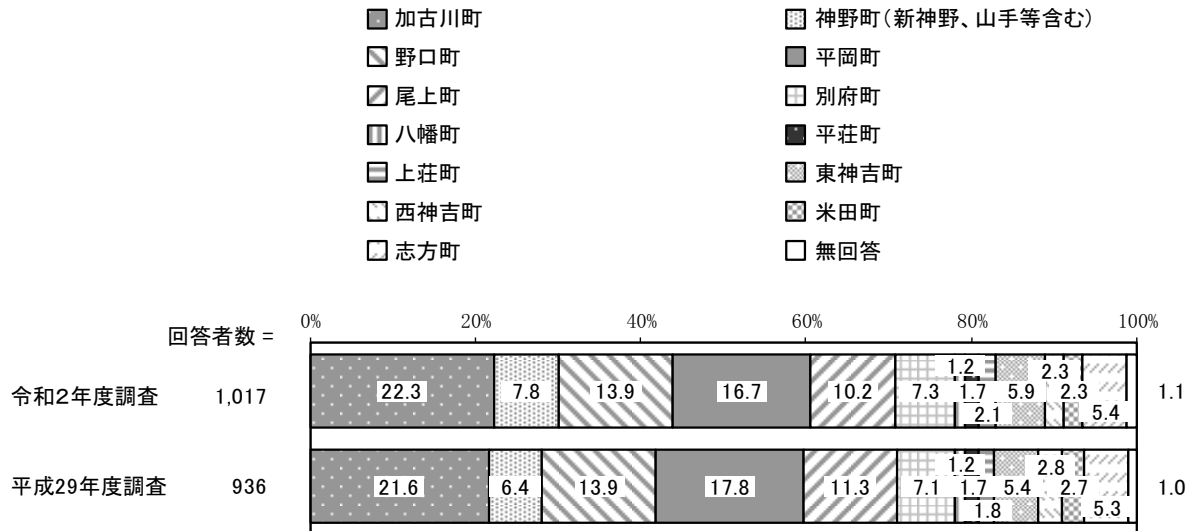 加古川町 神野町(新神野、山手等含む)
野口町 平岡町
尾上町 別府町
八幡町 平荘町
上荘町 東神吉町
西神吉町 米田町
志方町 無回答
回答者数 = 0% 20% 40% 60% 80% 100%
令和2年度調査 1,017 22.3 7.8 13.9 16.7 10.2 7.3 1.2 1.7 2.1 5.9 2.3 2.3 5.4 1.1
平成29年度調査 936 21.6 6.4 13.9 17.8 11.3 7.1 1.2 1.7 1.8 5.4 2.8 2.7 5.3 1.0